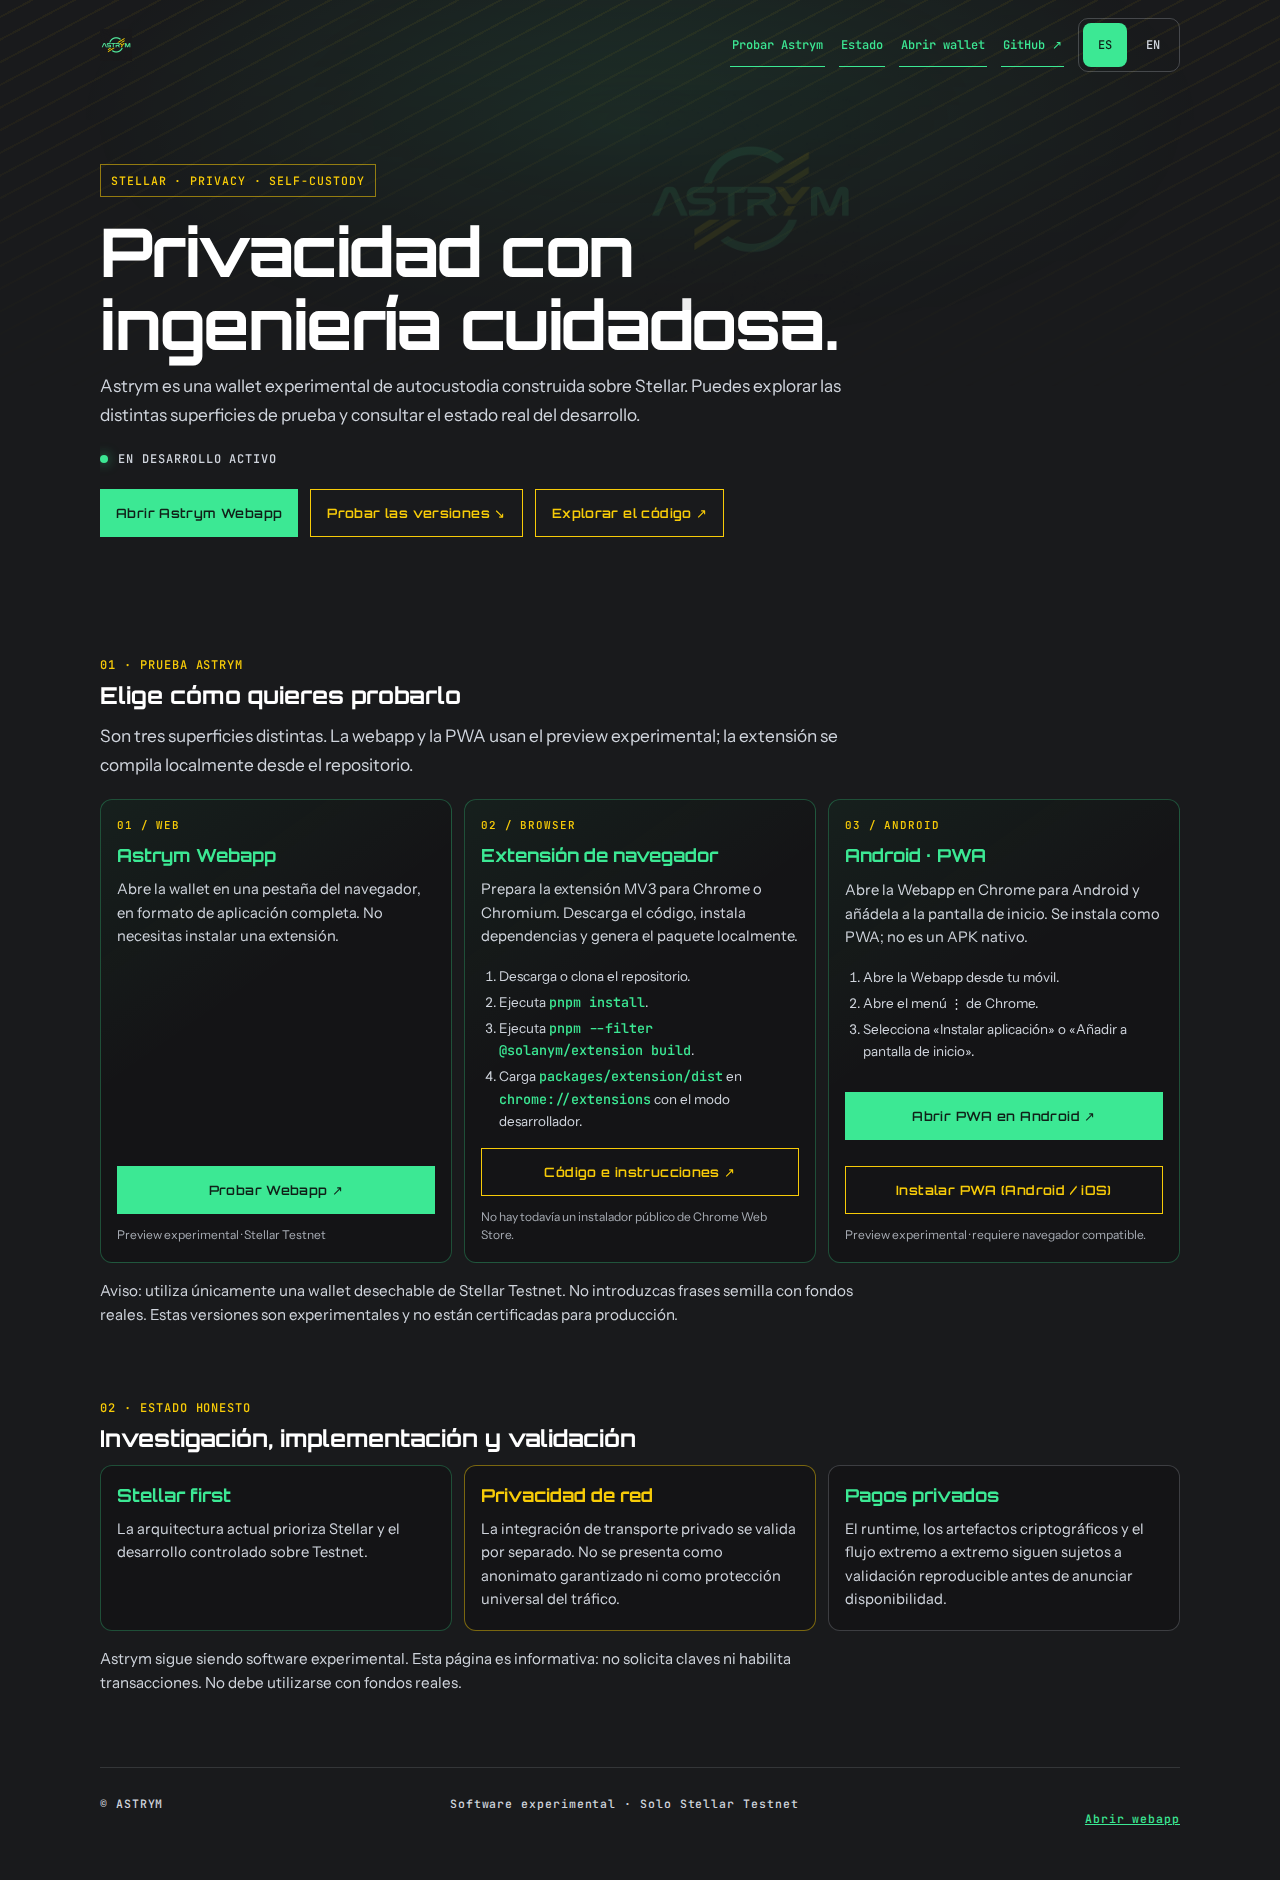 ASTRYM
Probar Astrym
Estado
Abrir wallet
GitHub ↗
ES
EN
STELLAR · PRIVACY · SELF-CUSTODY
ASTRYM
Privacidad con
ingeniería cuidadosa.
Astrym es una wallet experimental de autocustodia construida sobre Stellar. Puedes explorar las
distintas superficies de prueba y consultar el estado real del desarrollo.
EN DESARROLLO ACTIVO
Abrir Astrym Webapp
Probar las versiones ↘
Explorar el código ↗
01 · PRUEBA ASTRYM
Elige cómo quieres probarlo
Son tres superficies distintas. La webapp y la PWA usan el preview experimental; la extensión se
compila localmente desde el repositorio.
01 / WEB
Astrym Webapp
Abre la wallet en una pestaña del navegador,
en formato de aplicación completa. No
necesitas instalar una extensión.
Probar Webapp ↗
Preview experimental · Stellar Testnet
02 / BROWSER
Extensión de navegador
Prepara la extensión MV3 para Chrome o
Chromium. Descarga el código, instala
dependencias y genera el paquete localmente.
1. Descarga o clona el repositorio.
2. Ejecuta pnpm install.
3. Ejecuta pnpm --filter
@solanym/extension build.
4. Carga packages/extension/dist en
chrome://extensions con el modo
desarrollador.
Código e instrucciones ↗
No hay todavía un instalador público de Chrome Web
Store.
03 / ANDROID
Android · PWA
Abre la Webapp en Chrome para Android y
añádela a la pantalla de inicio. Se instala como
PWA; no es un APK nativo.
1. Abre la Webapp desde tu móvil.
2. Abre el menú ⋮ de Chrome.
3. Selecciona «Instalar aplicación» o «Añadir a
pantalla de inicio».
Abrir PWA en Android ↗
Instalar PWA (Android / iOS)
Preview experimental · requiere navegador compatible.
Aviso: utiliza únicamente una wallet desechable de Stellar Testnet. No introduzcas frases semilla con fondos
reales. Estas versiones son experimentales y no están certificadas para producción.
02 · ESTADO HONESTO
Investigación, implementación y validación
Stellar first
La arquitectura actual prioriza Stellar y el
desarrollo controlado sobre Testnet.
Privacidad de red
La integración de transporte privado se valida
por separado. No se presenta como
anonimato garantizado ni como protección
universal del tráfico.
Pagos privados
El runtime, los artefactos criptográficos y el
flujo extremo a extremo siguen sujetos a
validación reproducible antes de anunciar
disponibilidad.
Astrym sigue siendo software experimental. Esta página es informativa: no solicita claves ni habilita
transacciones. No debe utilizarse con fondos reales.
© ASTRYM
Software experimental · Solo Stellar Testnet
Abrir webapp